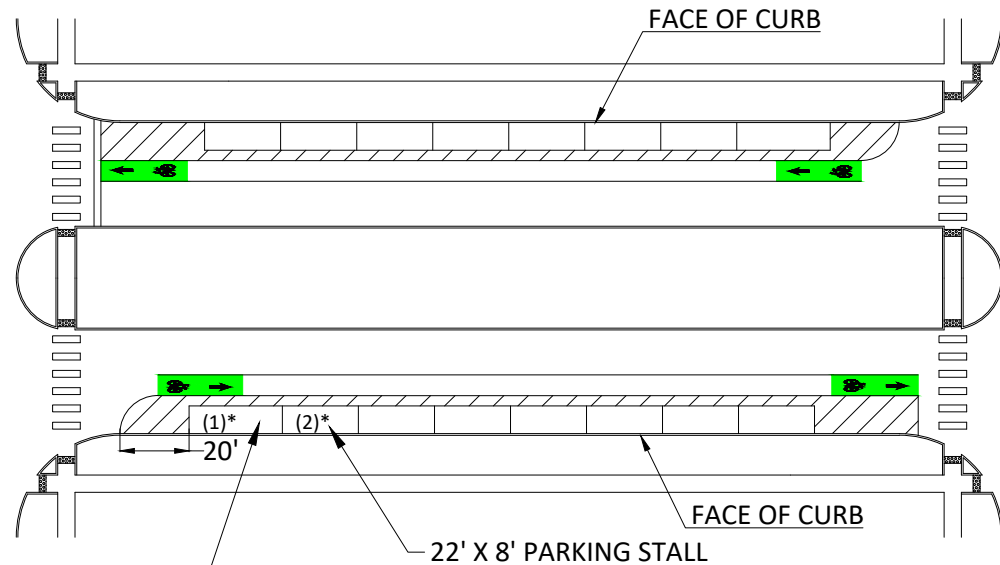 FACE OF CURB
(1)* (2)*
20'
FACE OF CURB
22' X 8' PARKING STALL